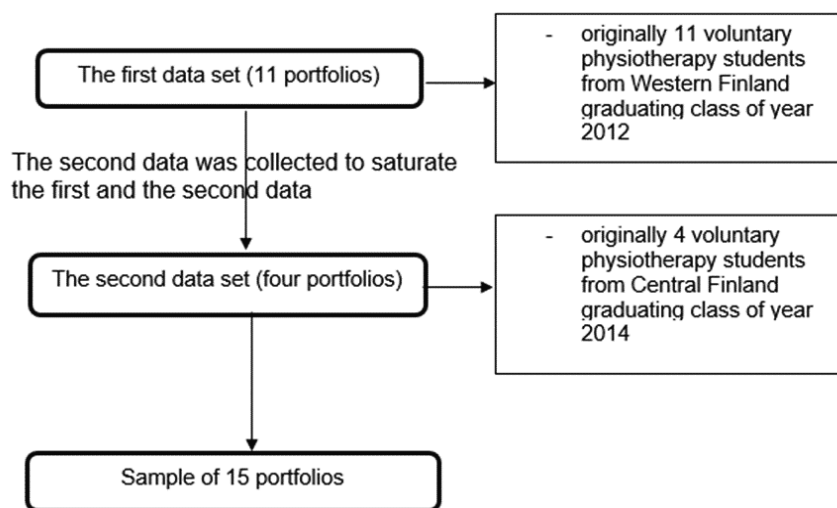 The first data set (11 portfolios)
- originally 11 voluntary
physiotherapy students
from Western Finland
graduating class of year
2012
The second data was collected to saturate
the first and the second data
The second data set (four portfolios)
- originally 4 voluntary
physiotherapy students
from Central Finland
graduating class of year
2014
Sample of 15 portfolios